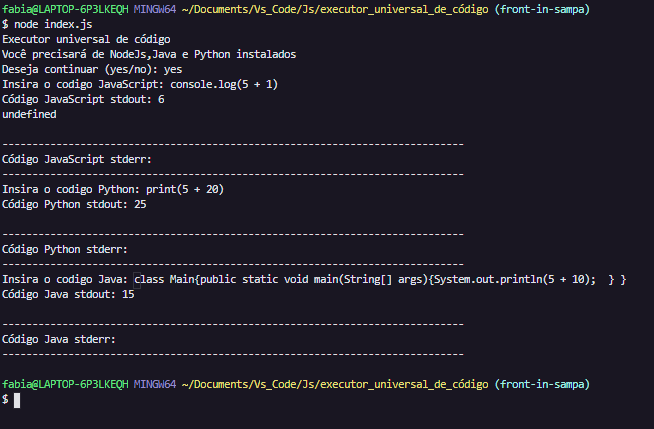 fabia@LAPTOP-6P3LKEQH MINGW64 ~/Documents/Vs_Code/Js/executor_universal_de_código (front-in-sampa)
$ node index.js
Executor universal de código
Você precisará de NodeJs,Java e Python instalados
Deseja continuar (yes/no): yes
Insira o codigo JavaScript: console.log(5 + 1)
Código JavaScript stdout: 6
undefined
----------------------------------------------------------------------------
Código JavaScript stderr:
----------------------------------------------------------------------------
Insira o codigo Python: print(5 + 20)
Código Python stdout: 25
----------------------------------------------------------------------------
Código Python stderr:
----------------------------------------------------------------------------
Insira o codigo Java: class Main{public static void main(String[] args){System.out.println(5 + 10);  } }
Código Java stdout: 15
----------------------------------------------------------------------------
Código Java stderr:
----------------------------------------------------------------------------
fabia@LAPTOP-6P3LKEQH MINGW64 ~/Documents/Vs_Code/Js/executor_universal_de_código (front-in-sampa)
$